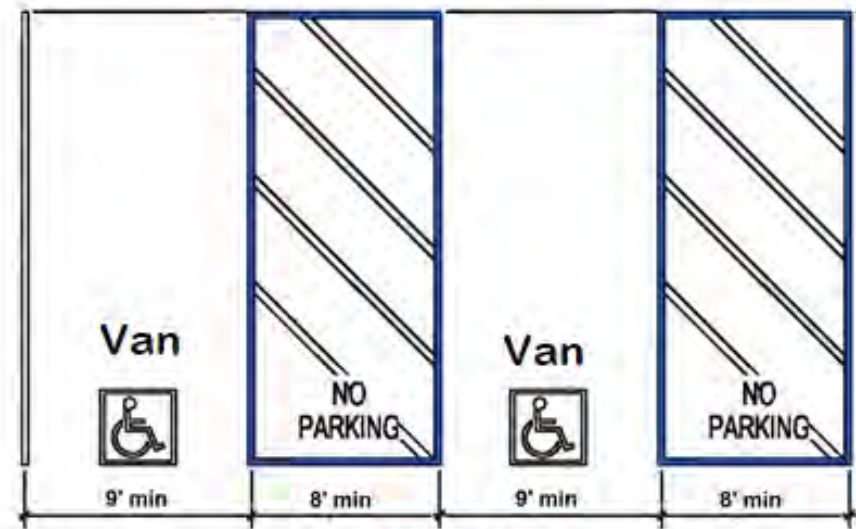 Van
Van
NO
PARKING
NO
PARKING
9' min
8' min
9' min
8' min